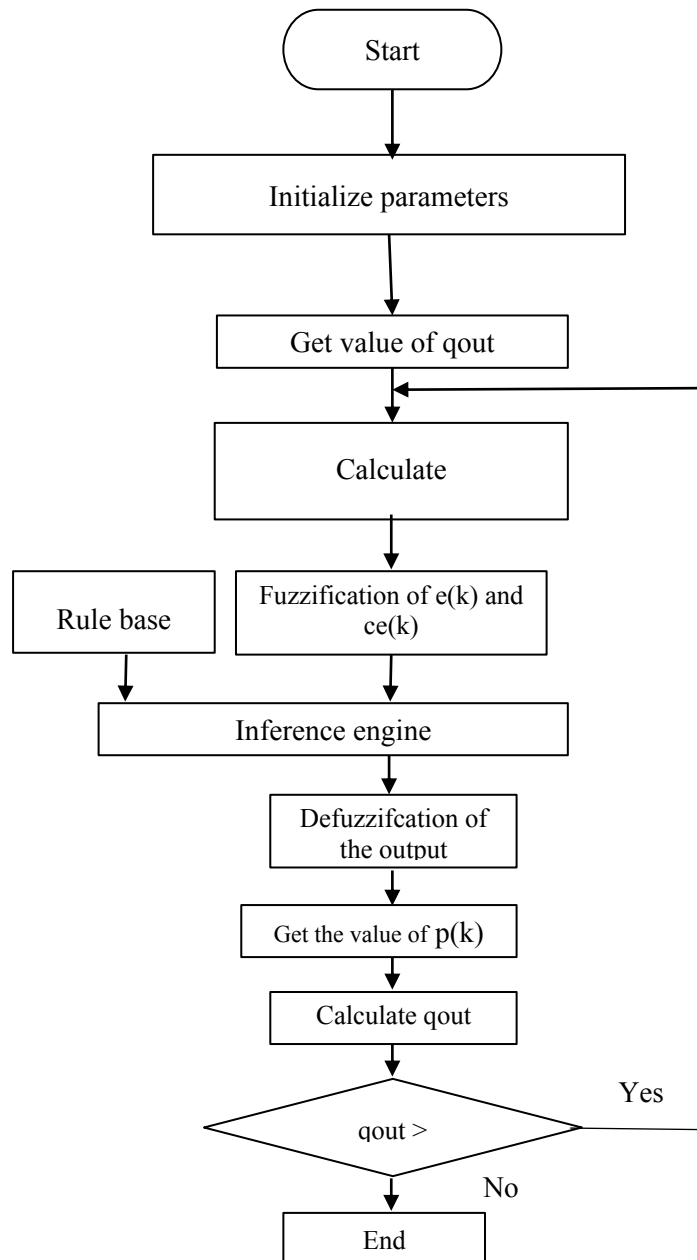 Start
Initialize parameters
Get value of qout
Calculate
Rule base
Fuzzification of e(k) and
ce(k)
Inference engine
Defuzzifcation of
the output
Get the value of p(k)
Calculate qout
qout >
Yes
No
End